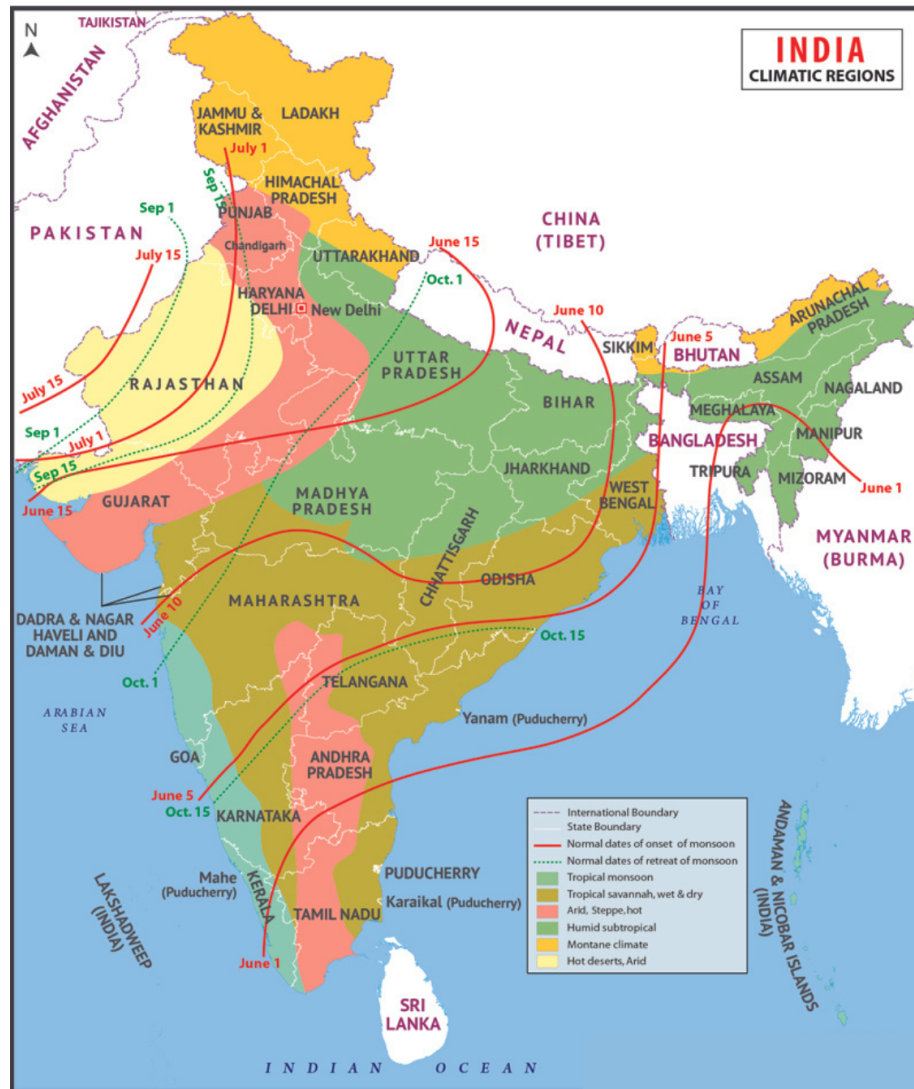 TAJIKISTAN
N
INDIA
CLIMATIC REGIONS
AFGHANISTAN
JAMMU &
KASHMIR
LADAKH
July 1
HIMACHAL
PRADESH
Sep 15
Sep 1
PUNJAB
PAKISTAN
CHINA
(TIBET)
Chandigarh
July 15
UTTARAKHAND
June 15
Oct. 1
HARYANA
DELHI
New Delhi
June 10
NEPAL
ARUNACHAL
PRADESH
SIKKIM
June 5
BHUTAN
UTTAR
PRADESH
RAJASTHAN
ASSAM
NAGALAND
July 15
BIHAR
MEGHALAYA
Sep 1
July 1
BANGLADESH
MANIPUR
Sep 15
JHARKHAND
TRIPURA
MIZORAM
June 1
June 15
GUJARAT
MADHYA
PRADESH
WEST
BENGAL
MYANMAR
(BURMA)
CHHATTISGARH
ODISHA
BAY
OF
BENGAL
MAHARASHTRA
DADRA & NAGAR
HAVELI AND
DAMAN & DIU
June 10
Oct. 15
Oct. 1
TELANGANA
ARABIAN
SEA
Yanam (Puducherry)
GOA
ANDHRA
PRADESH
June 5
Oct. 15
KARNATAKA
International Boundary
State Boundary
Normal dates of onset of monsoon
Normal dates of retreat of monsoon
Tropical monsoon
Tropical savannah, wet & dry
Arid, Steppe, hot
Humid subtropical
Montane climate
Hot deserts, Arid
ANDAMAN & NICOBAR ISLANDS
(INDIA)
Mahe
(Puducherry)
PUDUCHERRY
LAKSHADWEEP
(INDIA)
KERALA
Karaikal (Puducherry)
TAMIL NADU
June 1
SRI
LANKA
INDIAN OCEAN